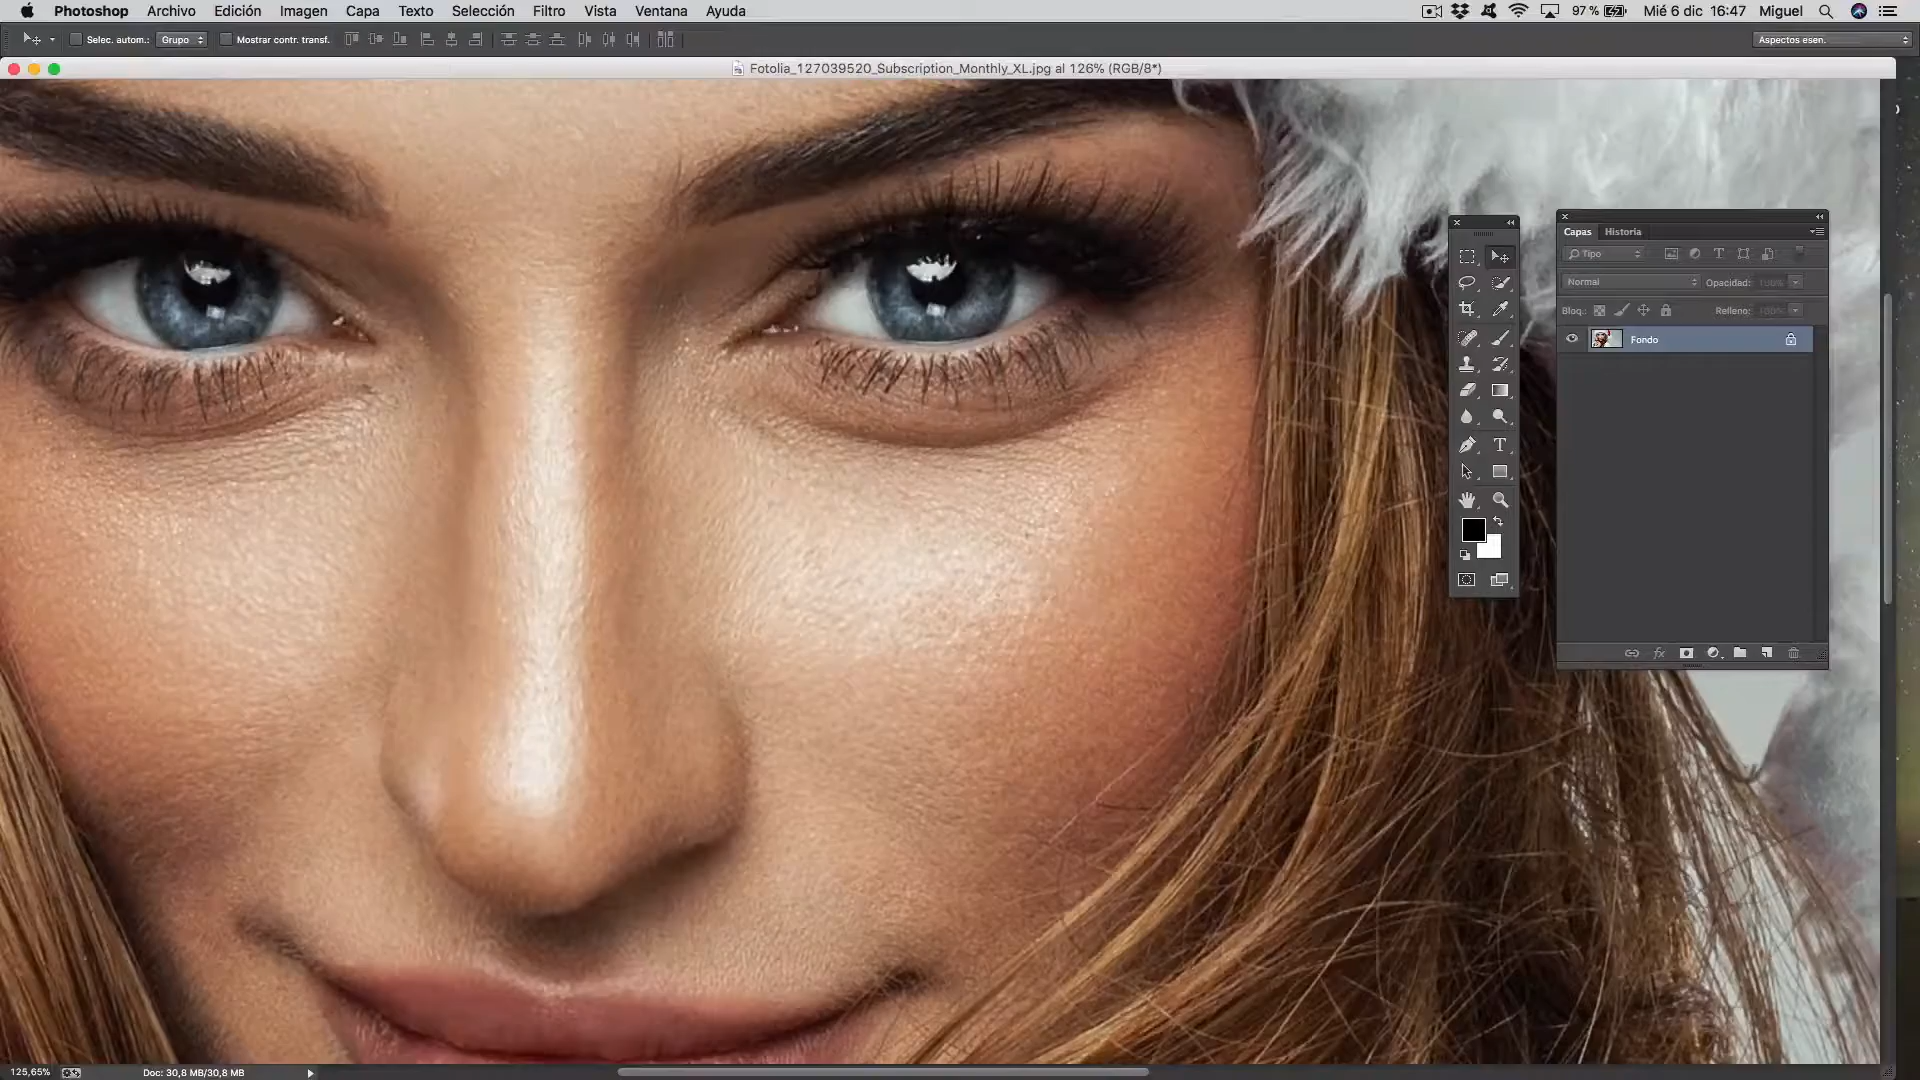 Photoshop Archivo Edición Imagen Capa Texto Selección Filtro Vista Ventana Ayuda 97 % Mié 6 dic 16:47 Miguel
Selec. autom.: Grupo Mostrar contr. transf. Aspectos esen.
Fotolia_127039520_Subscription_Monthly_XL.jpg al 126% (RGB/8*)
Capas Historia
Tipo
Normal Opacidad: 100%
Bloq.: Relleno: 100%
Fondo
125,65% Doc: 30,8 MB/30,8 MB